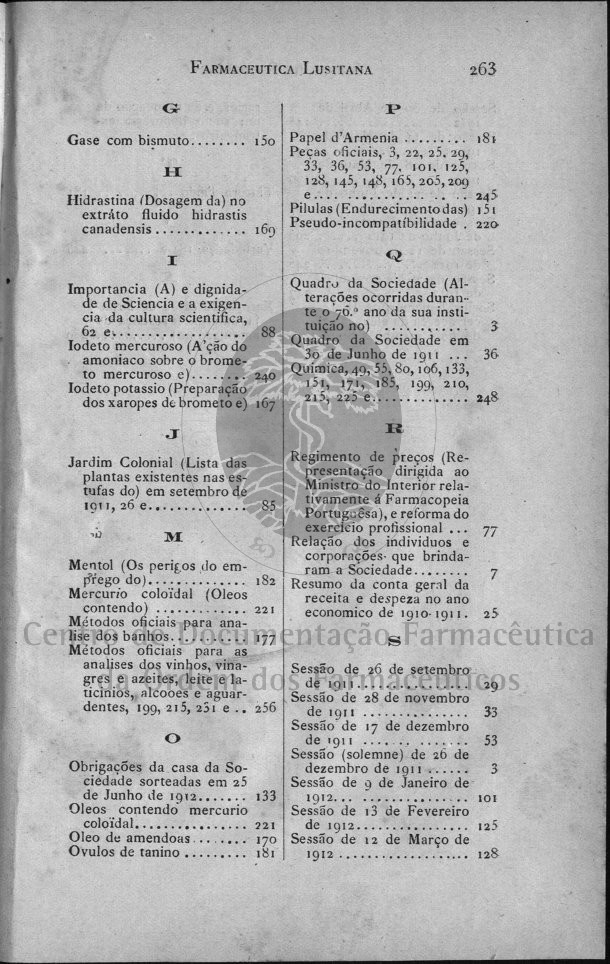 FARMACEUTICA LUSITANA 263
G
Gase com bismuto........ 150
H
Hidrastina (Dosagem da) no
extráto fluido hidrastis
canadensis ............. 169
I
Importancia (A) e dignida-
de de Sciencia e a exigen-
cia da cultura scientifica,
62 e.................... 88
Iodeto mercuroso (A'ção do
amoniaco sobre o brome-
to mercuroso e)........ 240
Iodeto potassio (Preparação
dos xaropes de brometo e) 167
J
Jardim Colonial (Lista das
plantas existentes nas es-
tufas do) em setembro de
1911, 26 e.............. 85
M
Mentol (Os perigos do em-
prego do).............. 182
Mercurio coloïdal (Oleos
contendo) ............. 221
Métodos oficiais para ana-
lise dos banhos........... 177
Métodos oficiais para as
analises dos vinhos, vina-
gres e azeites, leite e la-
ticinios, alcooes e aguar-
dentes, 199, 215, 231 e .. 256
O
Obrigações da casa da So-
ciedade sorteadas em 25
de Junho de 1912....... 133
Oleos contendo mercurio
coloïdal................ 221
Oleo de amendoas........ 170
Ovulos de tanino ......... 181
P
Papel d'Armenia ......... 181
Peças oficiais, 3, 22, 25, 29,
33, 36, 53, 77, 101, 125,
128, 145, 148, 165, 205, 209
e....................... 245
Pilulas (Endurecimento das) 151
Pseudo-incompatíbilidade . 220
Q
Quadro da Sociedade (Al-
terações ocorridas duran-
te o 76.º ano da sua insti-
tuição no) ........... 3
Quadro da Sociedade em
30 de Junho de 1911 ... 36
Quimica, 49, 55, 80, 106, 133,
151, 171, 185, 199, 210,
215, 225 e.............. 248
R
Regimento de preços (Re-
presentação dirigida ao
Ministro do Interior rela-
tivamente á Farmacopeia
Portuguêsa), e reforma do
exercicio profissional ... 77
Relação dos individuos e
corporações que brinda-
ram a Sociedade........ 7
Resumo da conta geral da
receita e despeza no ano
economico de 1910-1911. 25
S
Sessão de 26 de setembro
de 1911................. 29
Sessão de 28 de novembro
de 1911 ............... 33
Sessão de 17 de dezembro
de 1911 ............... 53
Sessão (solemne) de 26 de
dezembro de 1911 ...... 3
Sessão de 9 de Janeiro de
1912................... 101
Sessão de 13 de Fevereiro
de 1912................ 125
Sessão de 12 de Março de
1912 ................... 128
Centro de Documentação Farmacêutica
da Ordem dos Farmacêuticos